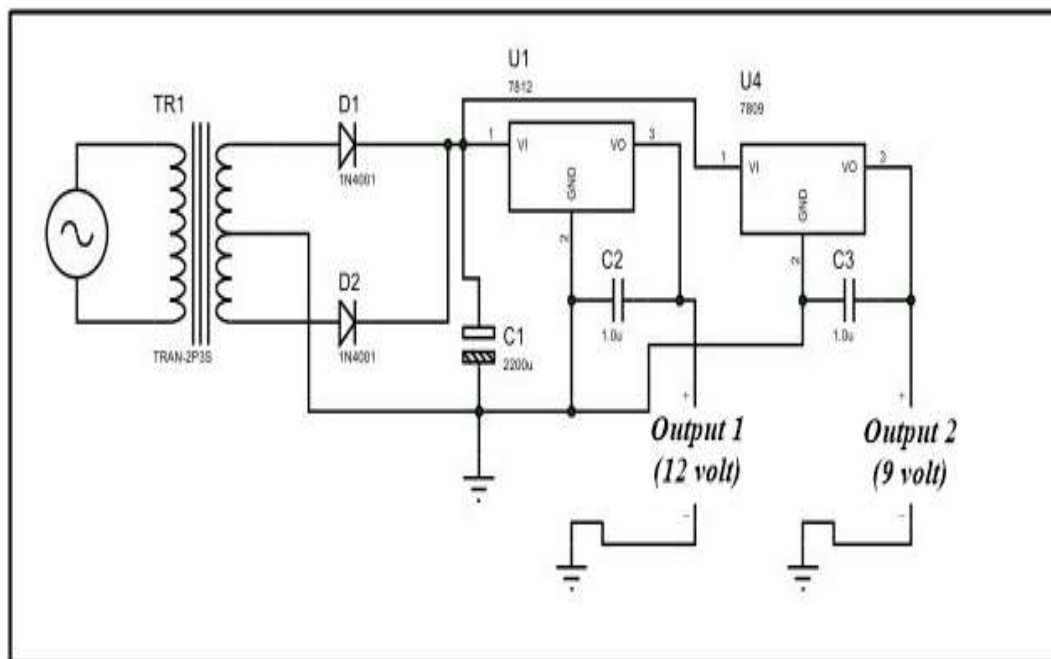 U1
7812
U4
7809
TR1
D1
1
VI
VO
3
GND
2
1N4001
1
VI
VO
3
GND
2
D2
C2
C3
1.0u
1.0u
C1
2200u
TRAN-2P3S
1N4001
+
+
Output 1
(12 volt)
Output 2
(9 volt)
-
-